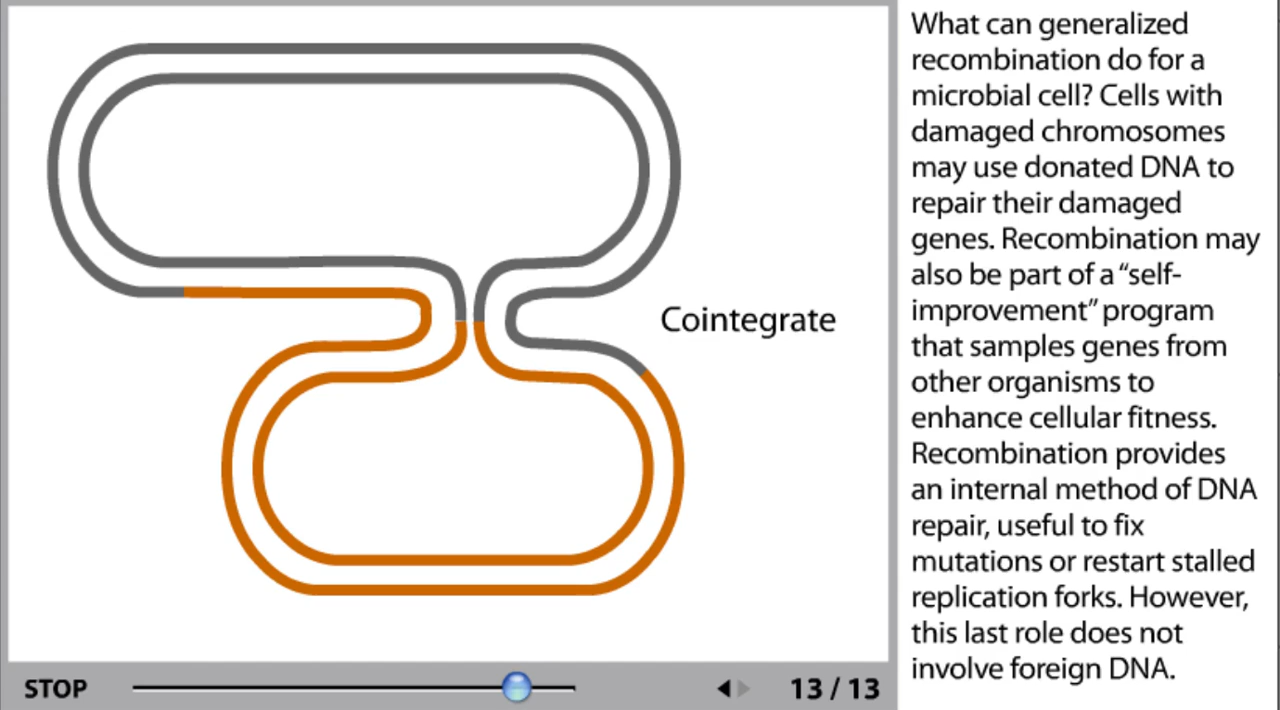 What can generalized
recombination do for a
microbial cell? Cells with
damaged chromosomes
may use donated DNA to
repair their damaged
genes. Recombination may
also be part of a “self-
improvement” program
that samples genes from
other organisms to
enhance cellular fitness.
Recombination provides
an internal method of DNA
repair, useful to fix
mutations or restart stalled
replication forks. However,
this last role does not
involve foreign DNA.
Cointegrate
STOP
13 / 13